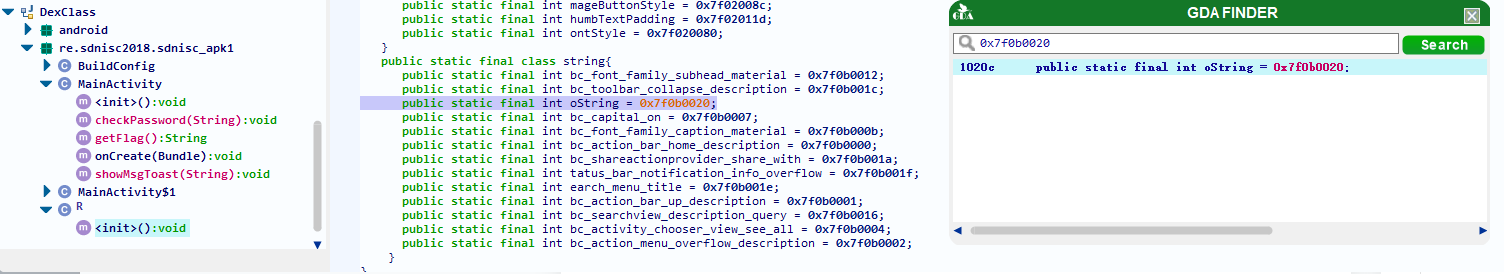 DexClass
android
re.sdnisc2018.sdnisc_apk1
BuildConfig
MainActivity
<init>():void
checkPassword(String):void
getFlag():String
onCreate(Bundle):void
showMsgToast(String):void
MainActivity$1
R
<init>():void
public static final int mageButtonStyle = 0x7f02008c;
public static final int humbTextPadding = 0x7f02011d;
public static final int ontStyle = 0x7f020080;
}
public static final class string{
public static final int bc_font_family_subhead_material = 0x7f0b0012;
public static final int bc_toolbar_collapse_description = 0x7f0b001c;
public static final int oString = 0x7f0b0020;
public static final int bc_capital_on = 0x7f0b0007;
public static final int bc_font_family_caption_material = 0x7f0b000b;
public static final int bc_action_bar_home_description = 0x7f0b0000;
public static final int bc_shareactionprovider_share_with = 0x7f0b001a;
public static final int tatus_bar_notification_info_overflow = 0x7f0b001f;
public static final int earch_menu_title = 0x7f0b001e;
public static final int bc_action_bar_up_description = 0x7f0b0001;
public static final int bc_searchview_description_query = 0x7f0b0016;
public static final int bc_activity_chooser_view_see_all = 0x7f0b0004;
public static final int bc_action_menu_overflow_description = 0x7f0b0002;
}
}
GDA
GDA FINDER
0x7f0b0020
Search
1020c public static final int oString = 0x7f0b0020;